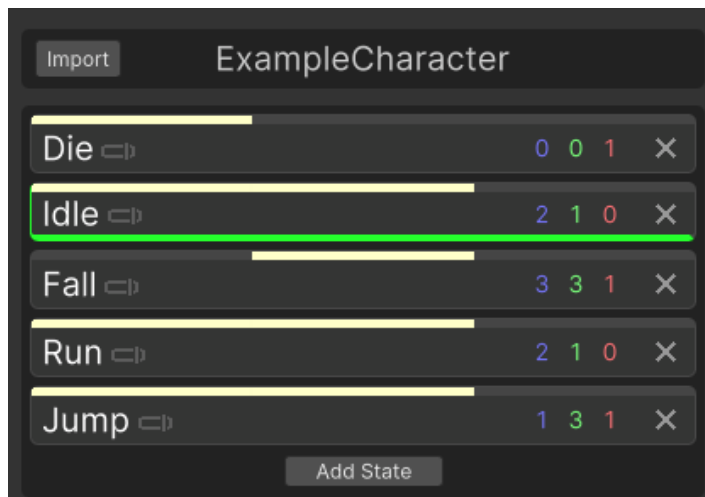 Import ExampleCharacter
Die 0 0 1
Idle 2 1 0
Fall 3 3 1
Run 2 1 0
Jump 1 3 1
Add State